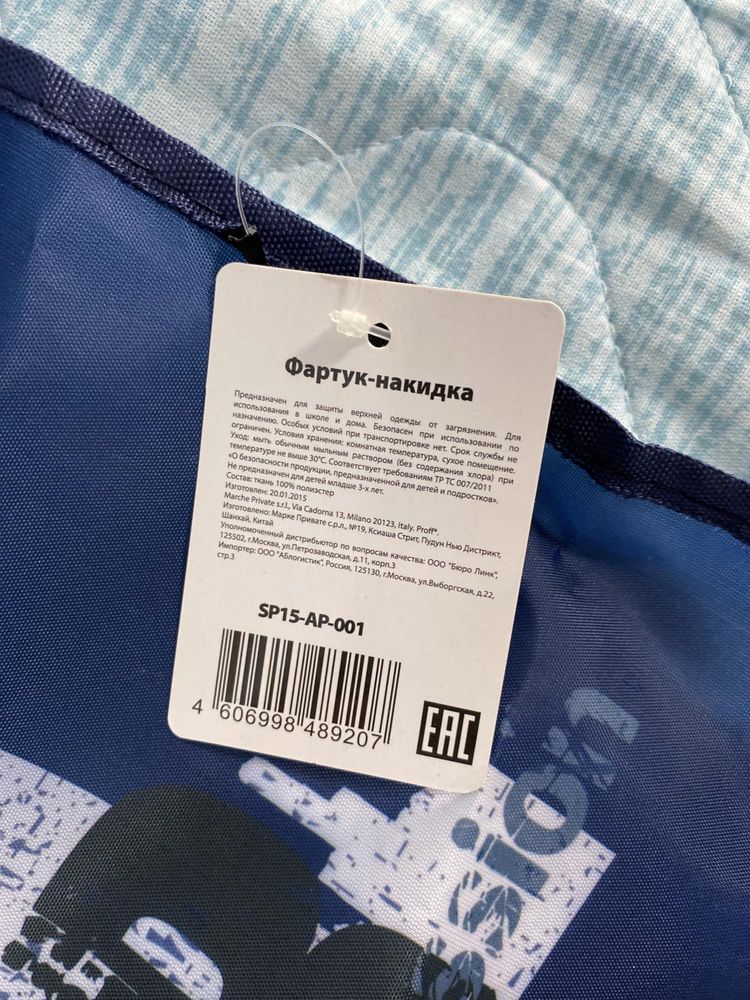 Фартук-накидка
Предназначен для защиты верхней одежды от загрязнения. Для
использования в школе и дома. Безопасен при использовании по
назначению. Особых условий при транспортировке нет. Срок службы не
ограничен. Условия хранения: комнатная температура, сухое помещение.
Уход: мыть обычным мыльным раствором (без содержания хлора) при
температуре не выше 30°С. Соответствует требованиям ТР ТС 007/2011
«О безопасности продукции, предназначенной для детей и подростков».
Не предназначен для детей младше 3-х лет.
Состав: ткань 100% полиэстер
Изготовлен: 20.01.2015
Marche Private s.r.l., Via Cadorna 13, Milano 20123, Italy. Proff®.
Изготовлено: Марке Привате с.р.л., №19, Ксиаша Стрит, Пудун Нью Дистрикт,
Шанхай, Китай
Уполномоченный дистрибьютор по вопросам качества: ООО "Бюро Линк",
125502, г.Москва, ул.Петрозаводская, д.11, корп.3
Импортер: ООО "АБлогистик", Россия, 125130, г.Москва, ул.Выборгская, д.22,
стр.3
SP15-AP-001
4 606998 489207
EAC